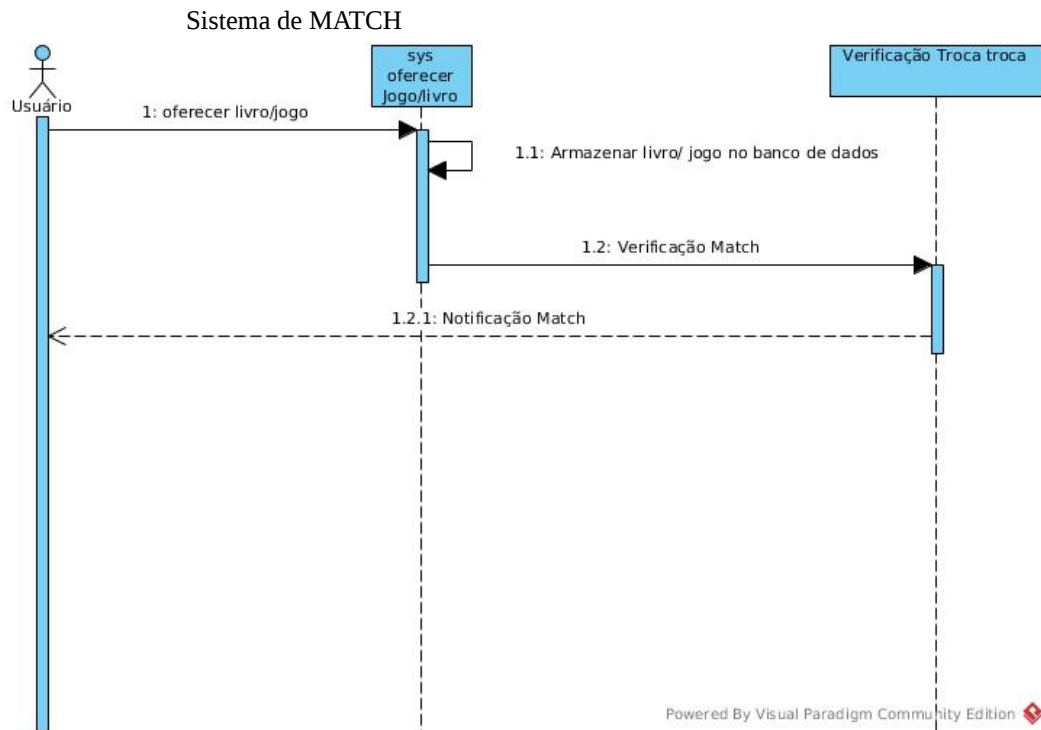 Sistema de MATCH
Usuário
sys
oferecer
Jogo/livro
Verificação Troca troca
1: oferecer livro/jogo
1.1: Armazenar livro/ jogo no banco de dados
1.2: Verificação Match
1.2.1: Notificação Match
Powered By Visual Paradigm Community Edition